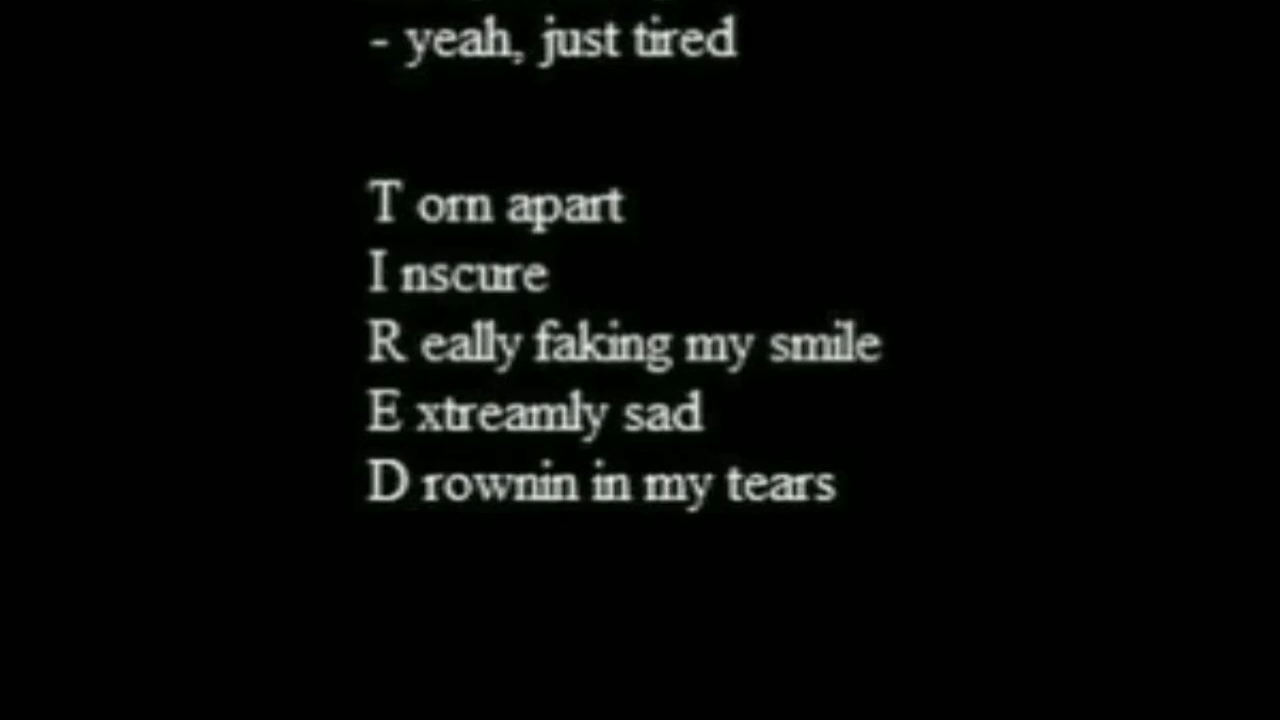 - yeah, just tired
T orn apart
I nscure
R eally faking my smile
E xtreamly sad
D rownin in my tears